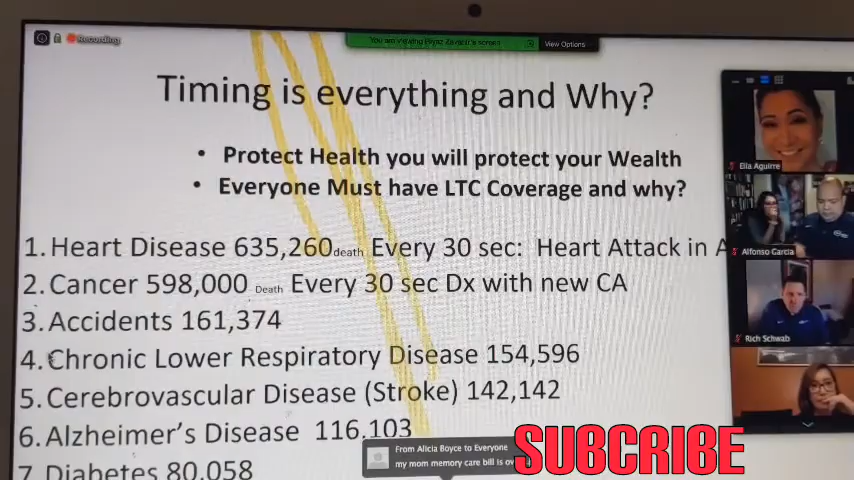 Recording
You are viewing
screen
View Options
Timing is everything and Why?
• Protect Health you will protect your Wealth
• Everyone Must have LTC Coverage and why?
1. Heart Disease 635,260 death Every 30 sec: Heart Attack in A
2. Cancer 598,000 Death Every 30 sec Dx with new CA
3. Accidents 161,374
4. Chronic Lower Respiratory Disease 154,596
5. Cerebrovascular Disease (Stroke) 142,142
6. Alzheimer's Disease 116,103
7. Diabetes 80,058
Ella Aguirre
Alfonso Garcia
Rich Schwab
From Alicia Boyce to Everyone
my mom memory care bill is
SUBCRIBE